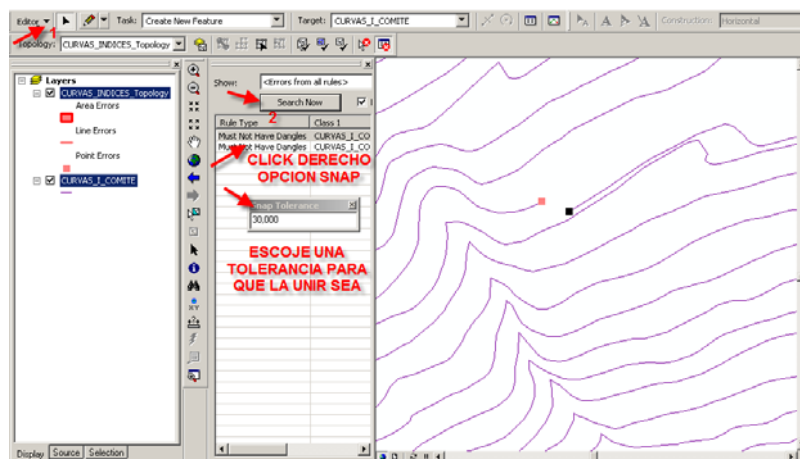 Editor
Task: Create New Feature
Target: CURVAS_I_COMITE
Construction: Horizontal
1
Topology: CURVAS_INDICES_Topology
Layers
CURVAS_INDICES_Topology
Area Errors
Line Errors
Point Errors
CURVAS_I_COMITE
Show: <Errors from all rules>
Search Now
2
Rule Type Class 1
Must Not Have Dangles CURVAS_I_CO
Must Not Have Dangles CURVAS_I_CO
CLICK DERECHO
OPCION SNAP
Snap Tolerance
30,000
ESCOJE UNA
TOLERANCIA PARA
QUE LA UNIR SEA
XY
Display Source Selection